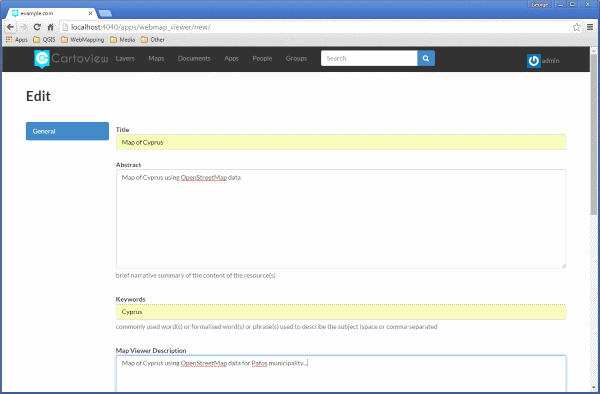 George
example.com
localhost:4040/apps/webmap_viewer/new/
Apps QGIS WebMapping Media Other
Cartoview Layers Maps Documents Apps People Groups Search admin
Edit
General
Title
Map of Cyprus
Abstract
Map of Cyprus using OpenStreetMap data
brief narrative summary of the content of the resource(s)
Keywords
Cyprus
commonly used word(s) or formalised word(s) or phrase(s) used to describe the subject (space or comma-separated
Map Viewer Description
Map of Cyprus using OpenStreetMap data for Pafos municipality...